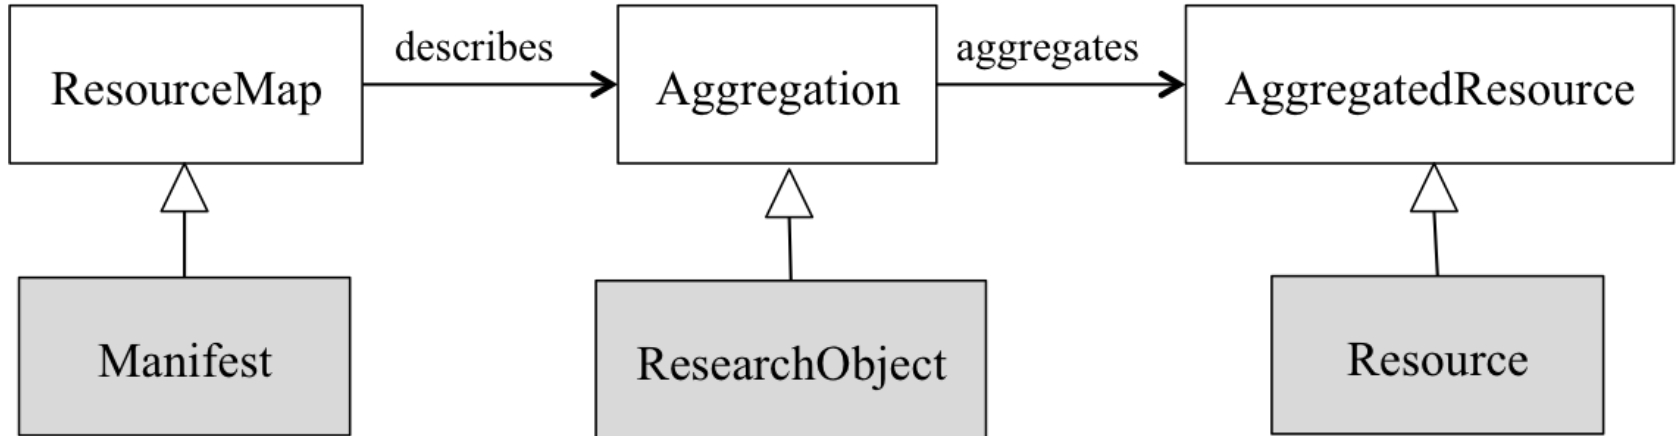 describes
aggregates
ResourceMap
Aggregation
AggregatedResource
Manifest
ResearchObject
Resource